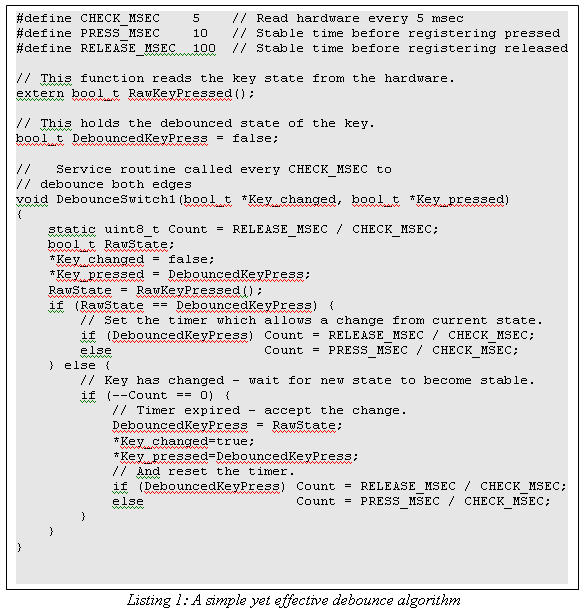 #define CHECK_MSEC    5    // Read hardware every 5 msec
#define PRESS_MSEC    10   // Stable time before registering pressed
#define RELEASE_MSEC  100  // Stable time before registering released
// This function reads the key state from the hardware.
extern bool_t RawKeyPressed();
// This holds the debounced state of the key.
bool_t DebouncedKeyPress = false;
//   Service routine called every CHECK_MSEC to
// debounce both edges
void DebounceSwitch1(bool_t *Key_changed, bool_t *Key_pressed)
{
    static uint8_t Count = RELEASE_MSEC / CHECK_MSEC;
    bool_t RawState;
    *Key_changed = false;
    *Key_pressed = DebouncedKeyPress;
    RawState = RawKeyPressed();
    if (RawState == DebouncedKeyPress) {
        // Set the timer which allows a change from current state.
        if (DebouncedKeyPress) Count = RELEASE_MSEC / CHECK_MSEC;
        else                   Count = PRESS_MSEC / CHECK_MSEC;
    } else {
        // Key has changed - wait for new state to become stable.
        if (--Count == 0) {
            // Timer expired - accept the change.
            DebouncedKeyPress = RawState;
            *Key_changed=true;
            *Key_pressed=DebouncedKeyPress;
            // And reset the timer.
            if (DebouncedKeyPress) Count = RELEASE_MSEC / CHECK_MSEC;
            else                   Count = PRESS_MSEC / CHECK_MSEC;
        }
    }
}
Listing 1: A simple yet effective debounce algorithm